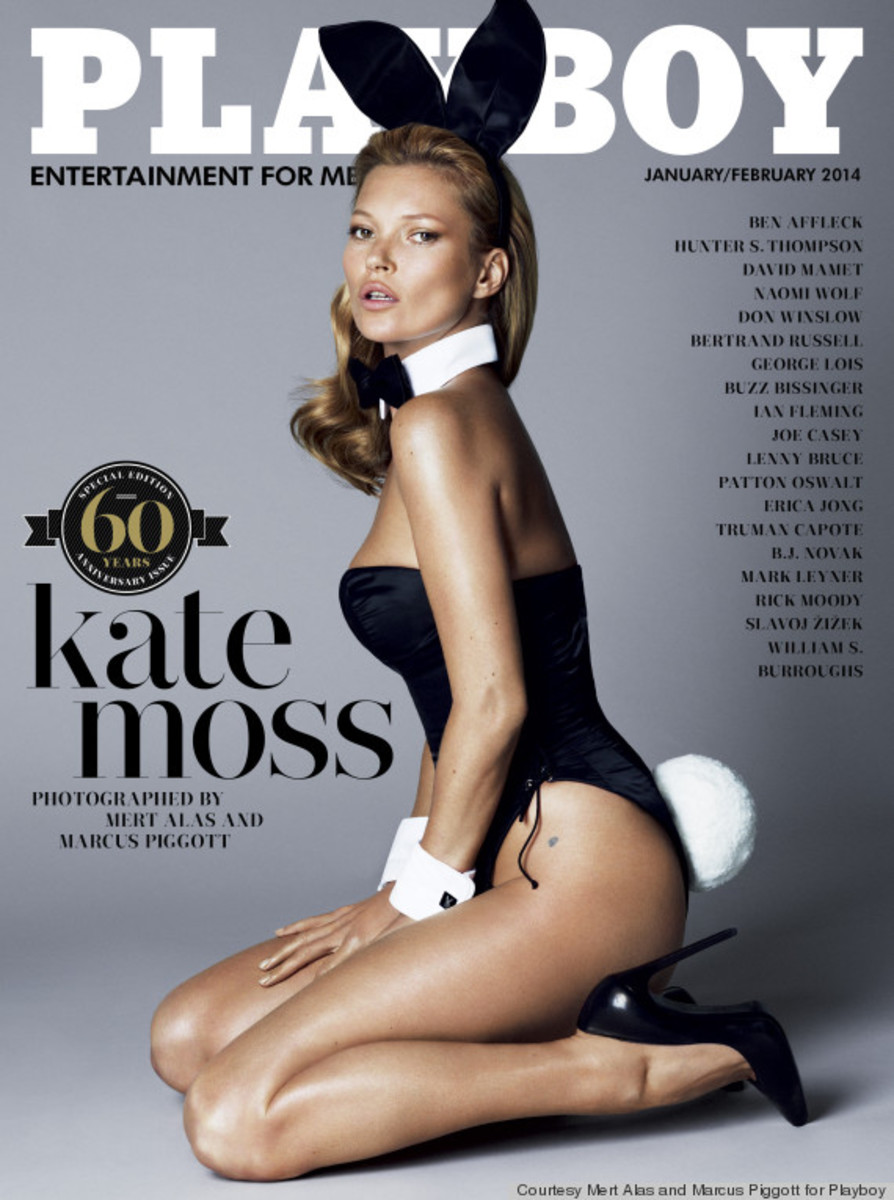 PLAYBOY
ENTERTAINMENT FOR ME
JANUARY/FEBRUARY 2014
BEN AFFLECK
HUNTER S. THOMPSON
DAVID MAMET
NAOMI WOLF
DON WINSLOW
BERTRAND RUSSELL
GEORGE LOIS
BUZZ BISSINGER
IAN FLEMING
JOE CASEY
LENNY BRUCE
PATTON OSWALT
ERICA JONG
TRUMAN CAPOTE
B.J. NOVAK
MARK LEYNER
RICK MOODY
SLAVOJ ŽIŽEK
WILLIAM S.
BURROUGHS
SPECIAL EDITION
60
YEARS
ANNIVERSARY ISSUE
kate
moss
PHOTOGRAPHED BY
MERT ALAS AND
MARCUS PIGGOTT
Courtesy Mert Alas and Marcus Piggott for Playboy